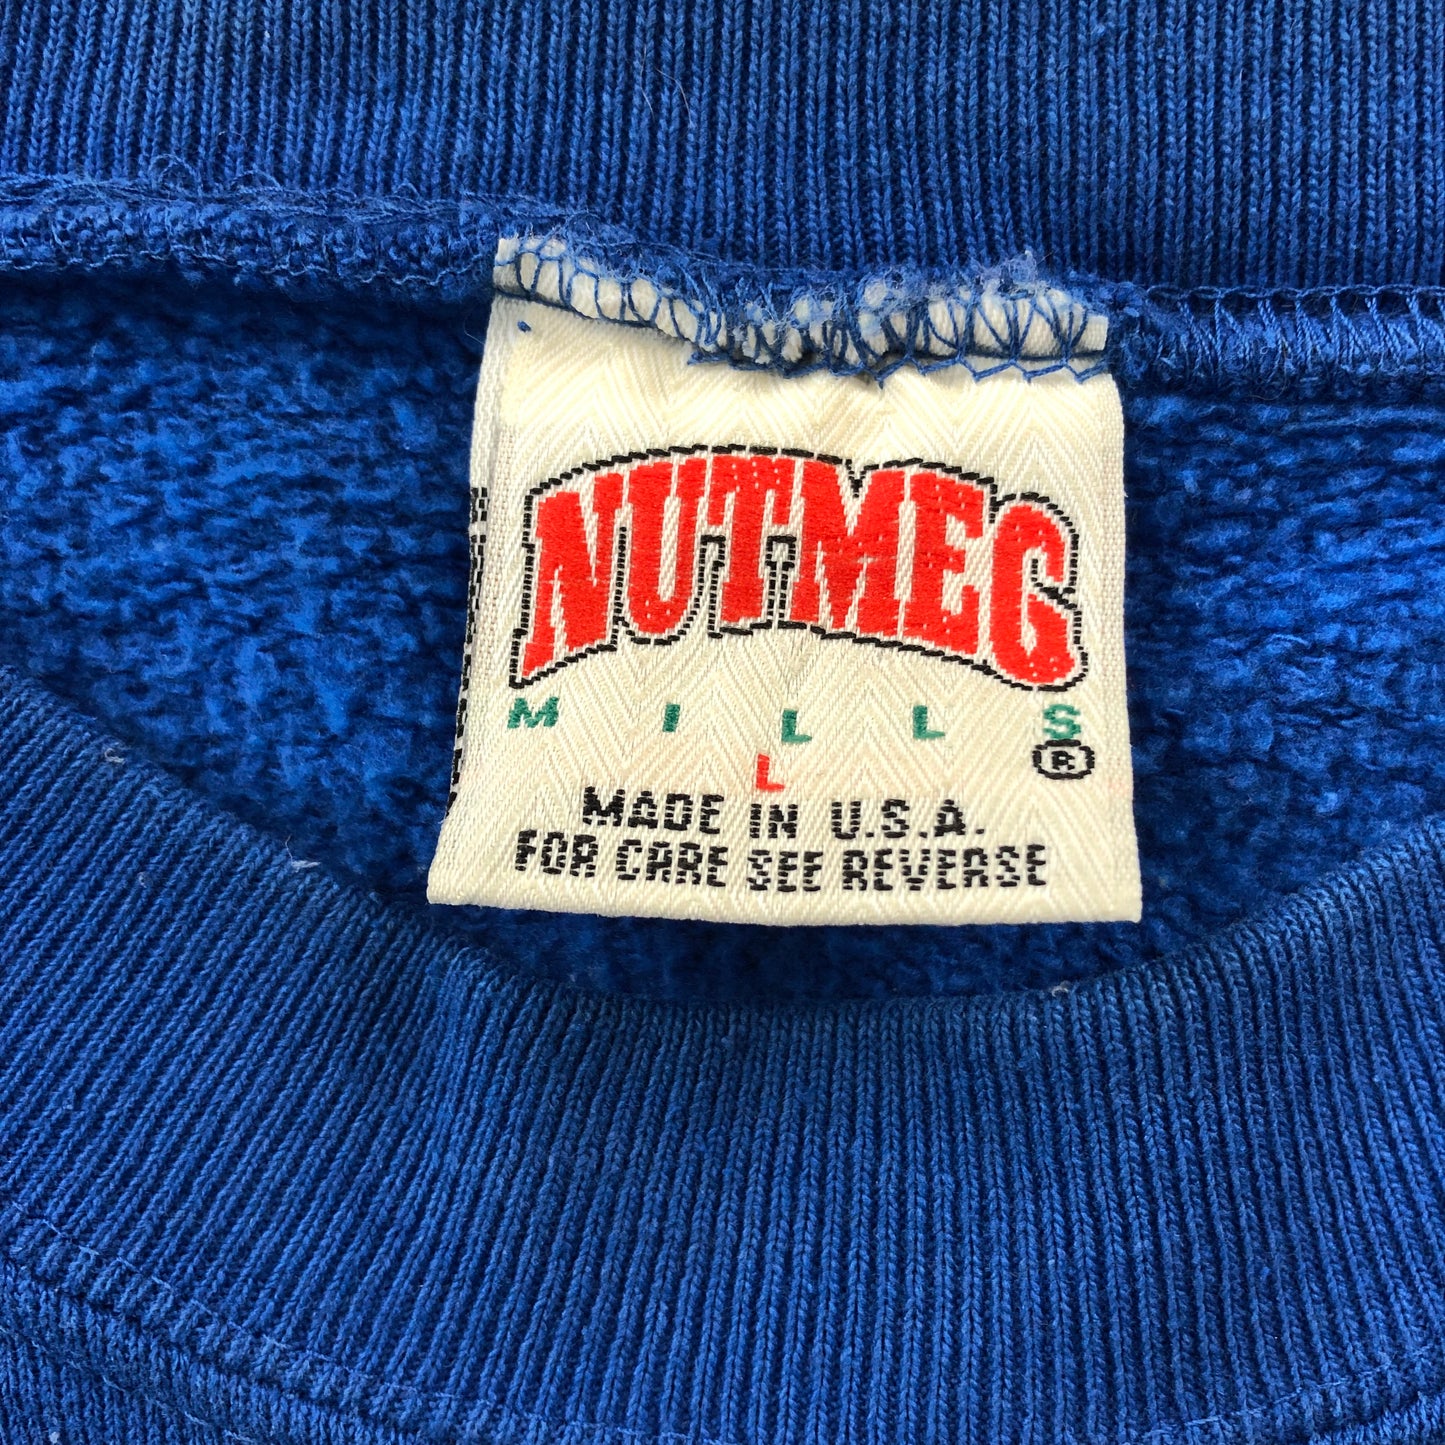 NUTMEG
MILLS
®
L
MADE IN U.S.A.
FOR CARE SEE REVERSE